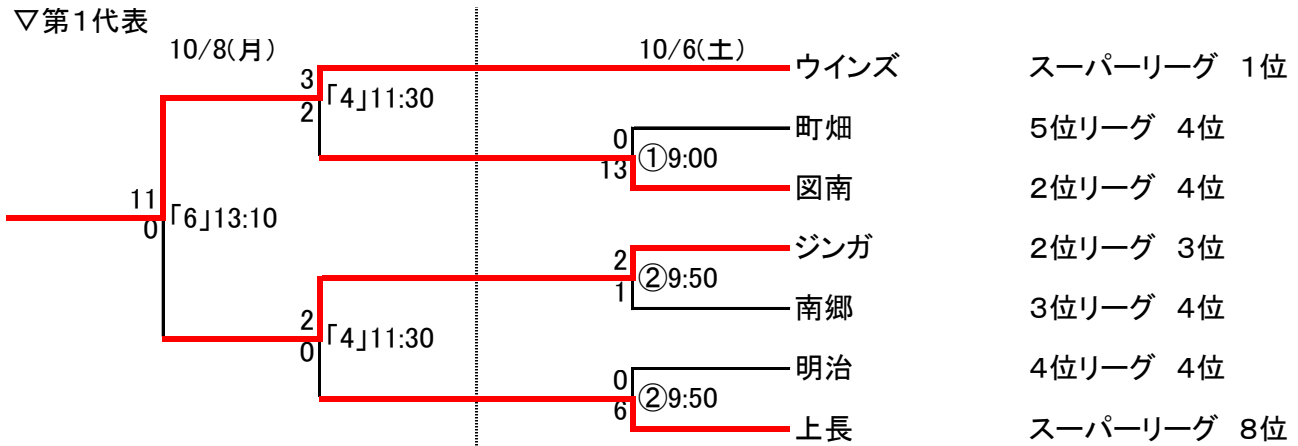 ▽第1代表
10/8(月)
10/6(土)
ウインズ スーパーリーグ 1位
3
「4」11:30
2
町畑 5位リーグ 4位
0
①9:00
13
図南 2位リーグ 4位
11
「6」13:10
0
ジンガ 2位リーグ 3位
2
②9:50
1
南郷 3位リーグ 4位
2
「4」11:30
0
明治 4位リーグ 4位
0
②9:50
6
上長 スーパーリーグ 8位